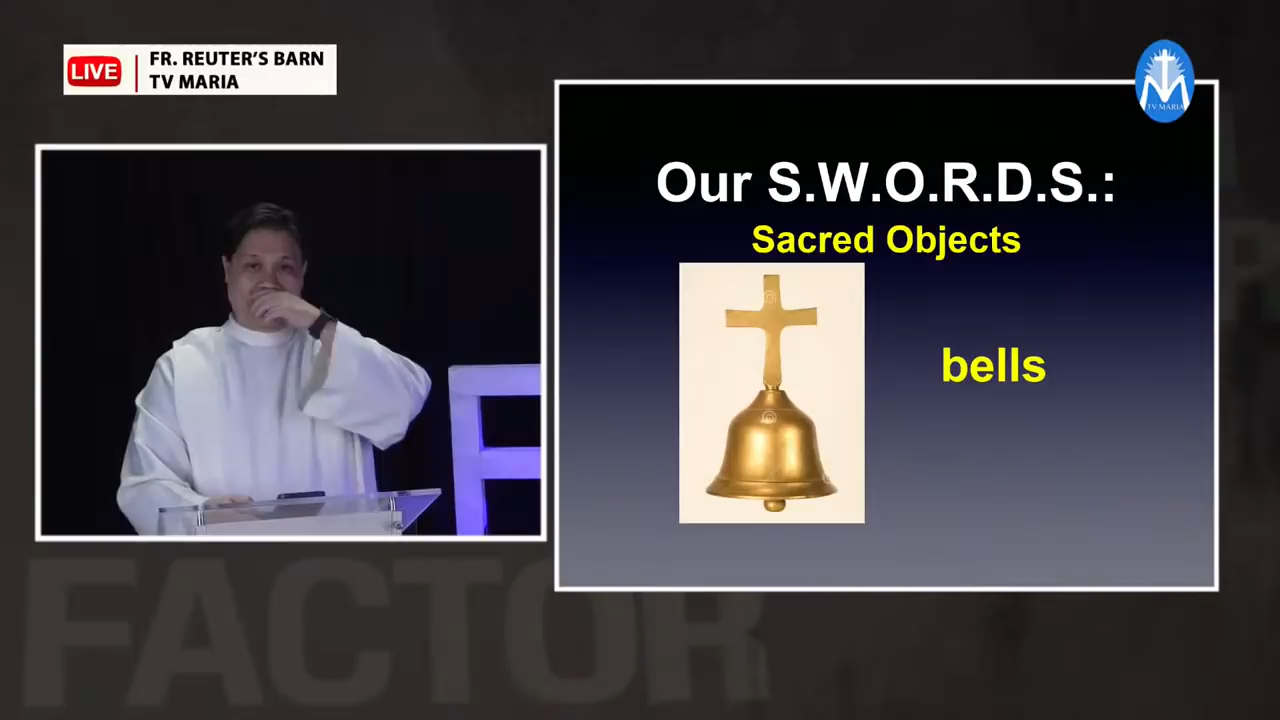 LIVE
FR. REUTER'S BARN
TV MARIA
TV MARIA
Our S.W.O.R.D.S.:
Sacred Objects
bells
FACTOR